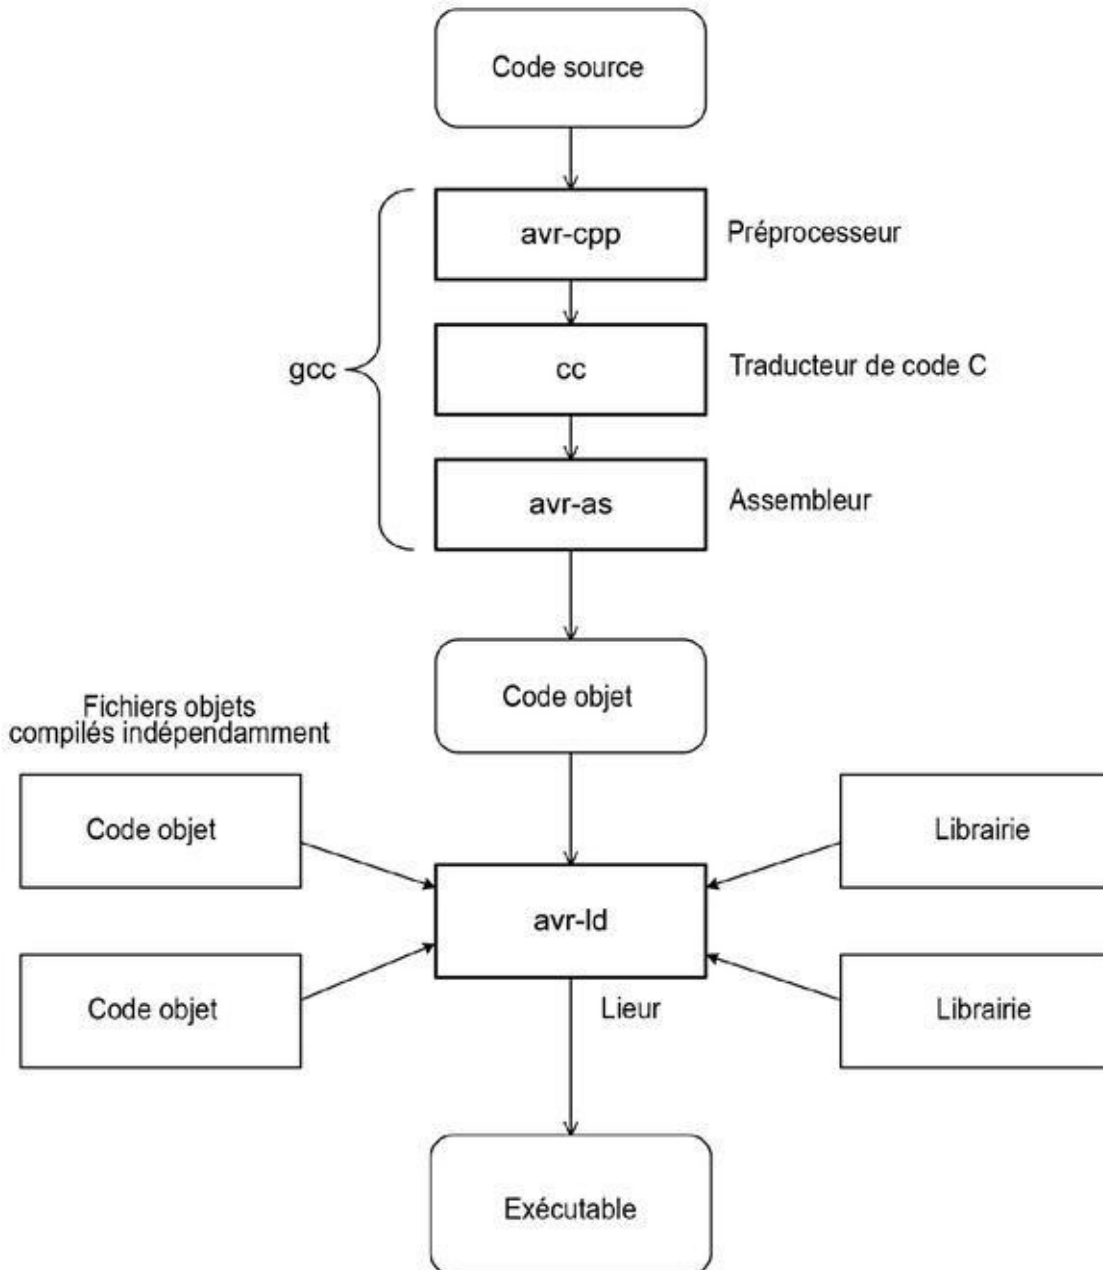 Code source
avr-cpp
Préprocesseur
gcc
cc
Traducteur de code C
avr-as
Assembleur
Code objet
Fichiers objets
compilés indépendamment
Code objet
Librairie
avr-ld
Code objet
Lieur
Librairie
Exécutable